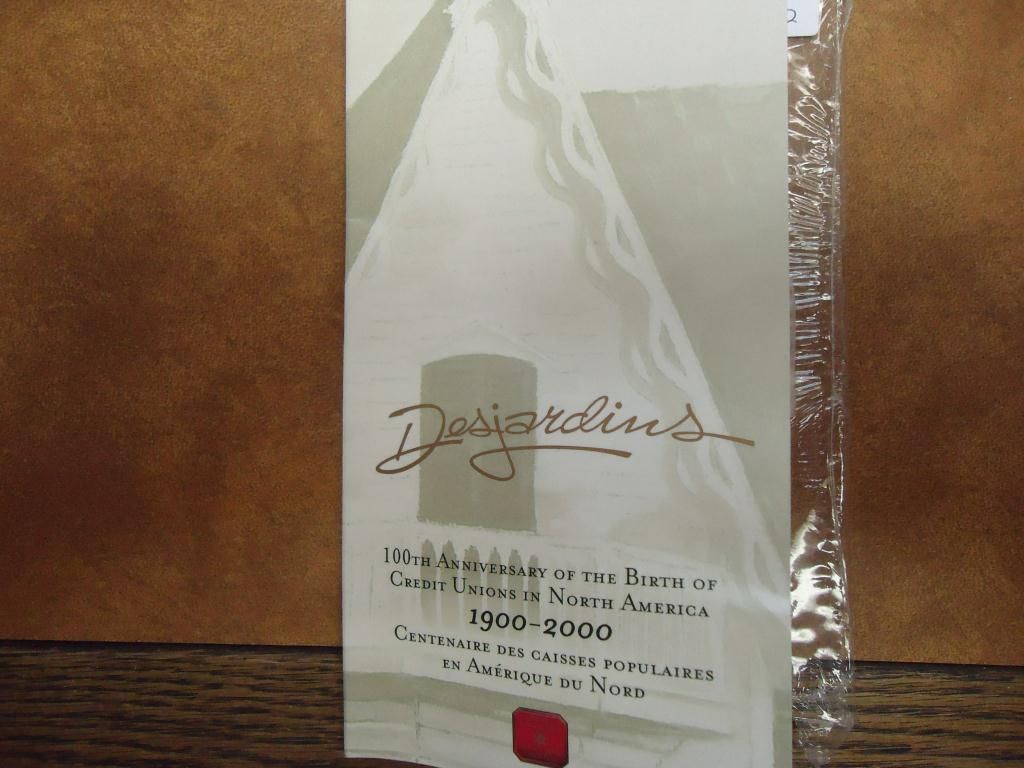 2
Desjardins
100th Anniversary of the Birth of
Credit Unions in North America
1900–2000
Centenaire des caisses populaires
en Amérique du Nord